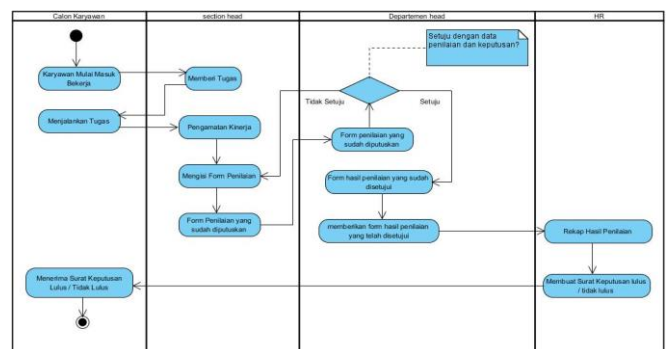 Calon Karyawan
section head
Departemen head
HR
Setuju dengan data
penilaian dan keputusan?
Karyawan Mulai Masuk
Bekerja
Memberi Tugas
Tidak Setuju
Setuju
Menjalankan Tugas
Pengamatan Kinerja
Form penilaian yang
sudah diputuskan
Mengisi Form Penilaian
Form hasil penilaian yang sudah
disetujui
Form Penilaian yang
sudah diputuskan
memberikan form hasil penilaian
yang telah disetujui
Rekap Hasil Penilaian
Menerima Surat Keputusan
Lulus / Tidak Lulus
Membuat Surat Keputusan lulus
/ tidak lulus